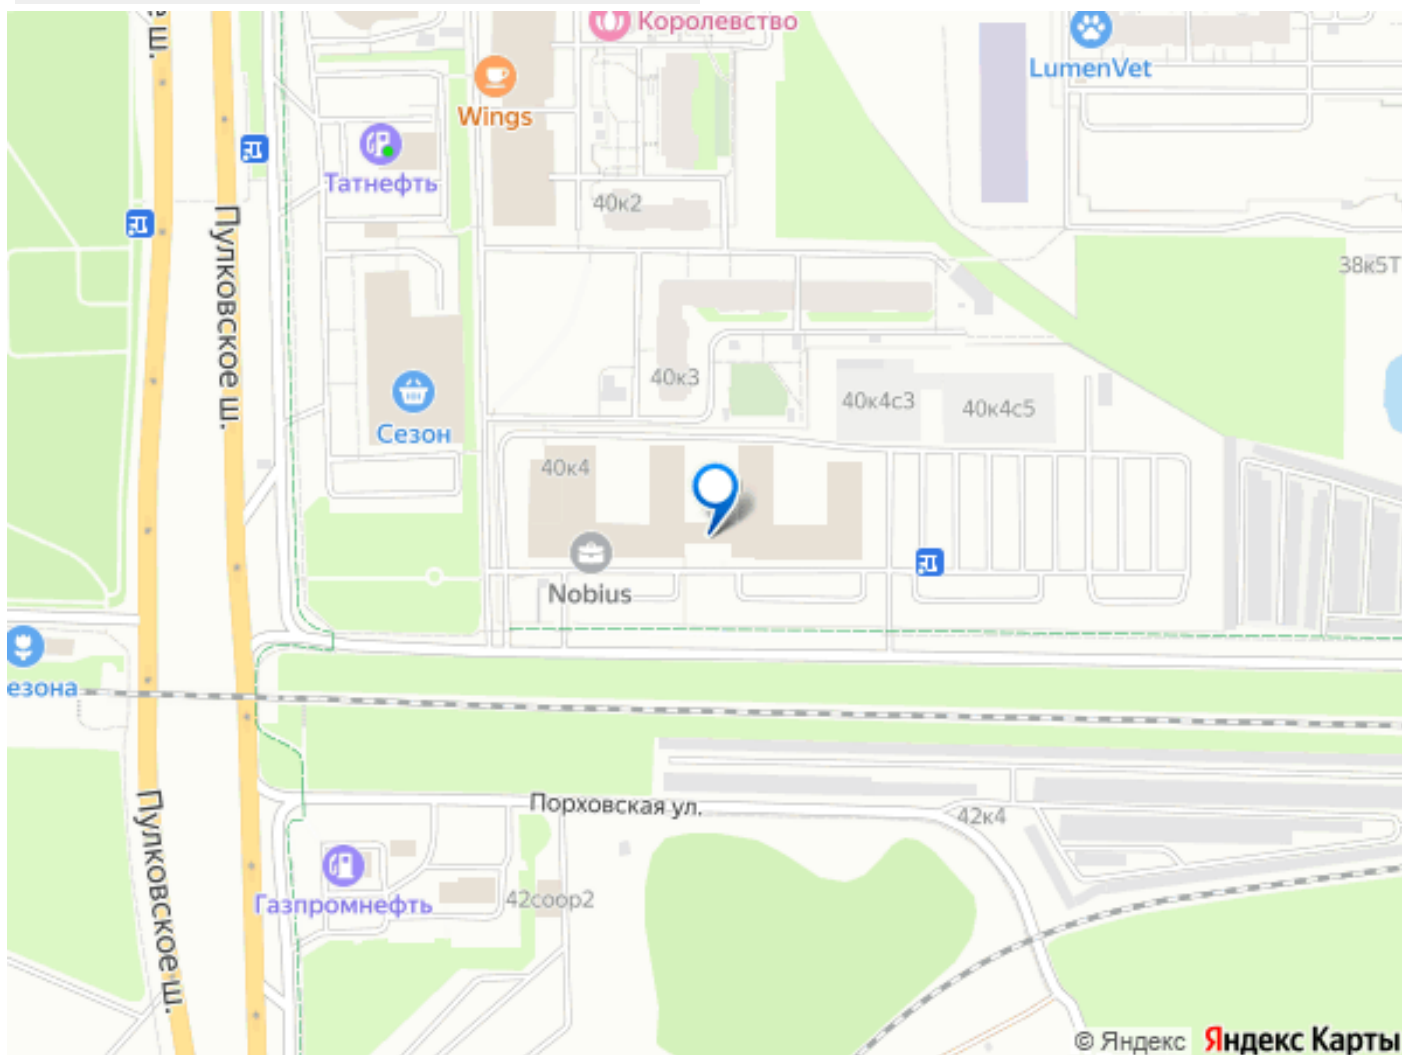 ш.
Королевство
LumenVet
Wings
Татнефть
40к2
Пулковское ш.
38к5Т
40к3
40к4с3
40к4с5
Сезон
40к4
Nobius
езона
Порховская ул.
42к4
Пулковское ш.
Газпромнефть
42соор2
© Яндекс Яндекс Карты